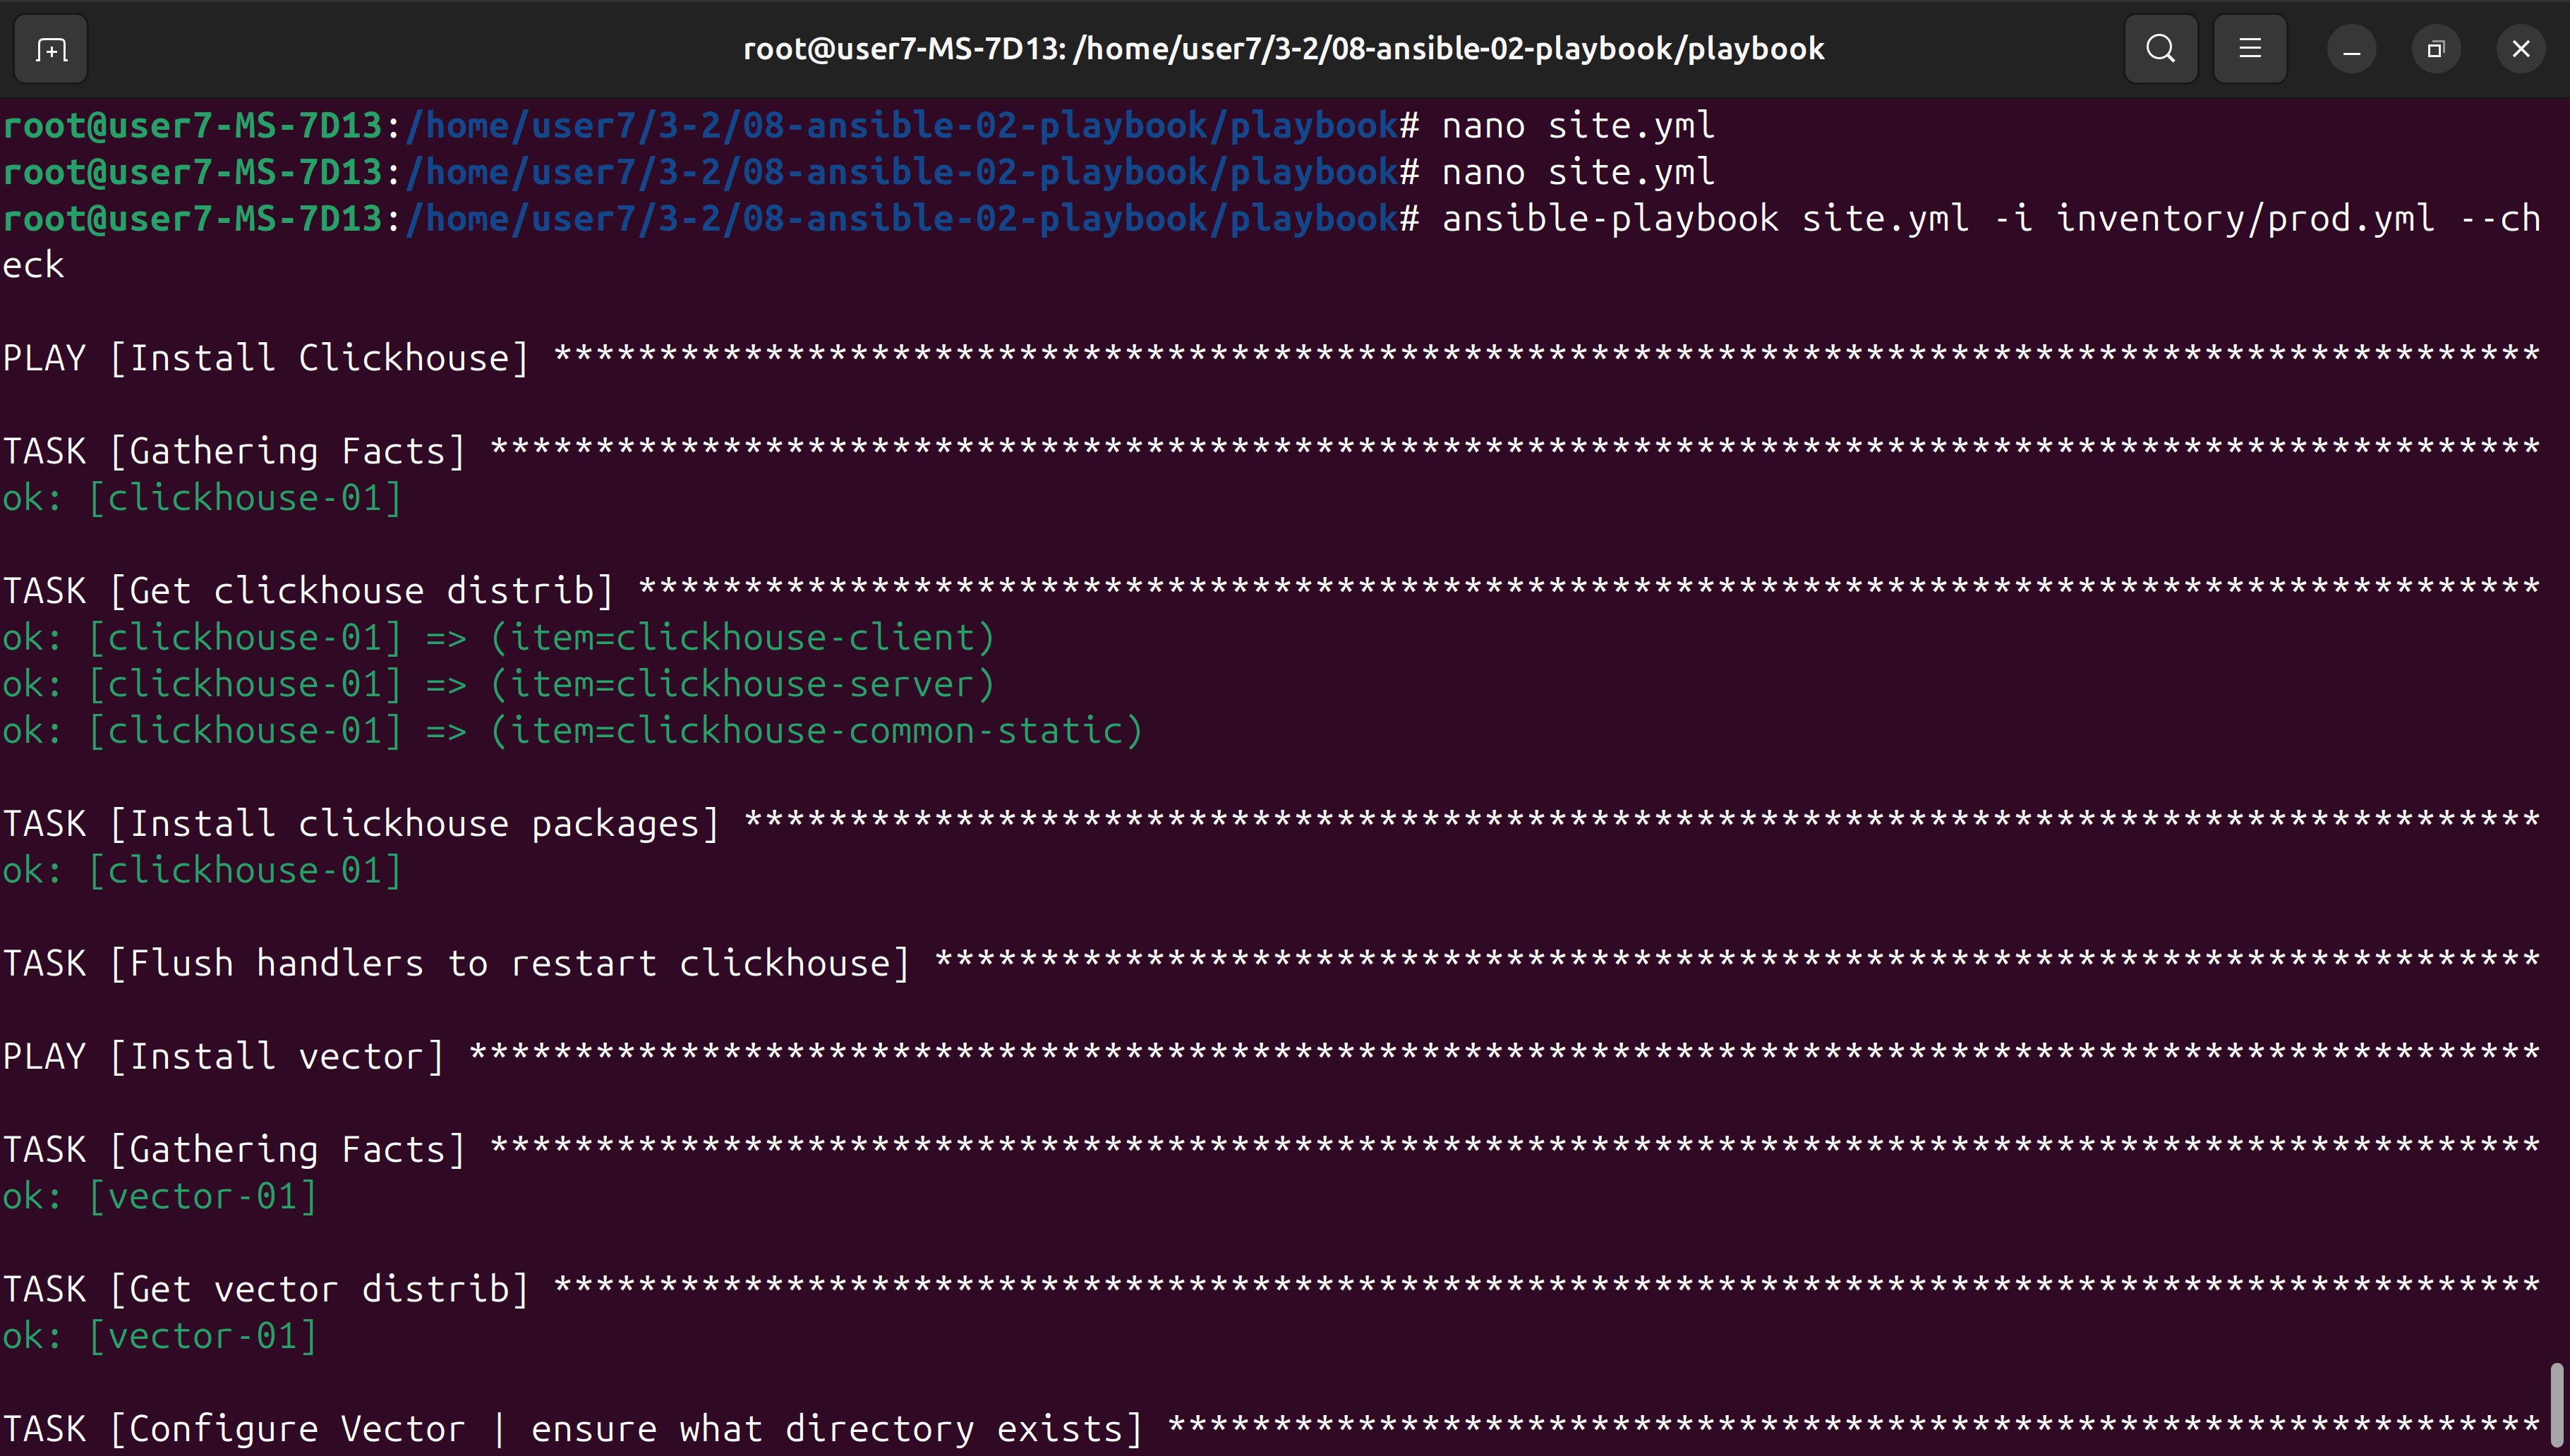 root@user7-MS-7D13: /home/user7/3-2/08-ansible-02-playbook/playbook
root@user7-MS-7D13:/home/user7/3-2/08-ansible-02-playbook/playbook# nano site.yml
root@user7-MS-7D13:/home/user7/3-2/08-ansible-02-playbook/playbook# nano site.yml
root@user7-MS-7D13:/home/user7/3-2/08-ansible-02-playbook/playbook# ansible-playbook site.yml -i inventory/prod.yml --ch
eck
PLAY [Install Clickhouse] **********************************************************************************************
TASK [Gathering Facts] *************************************************************************************************
ok: [clickhouse-01]
TASK [Get clickhouse distrib] ******************************************************************************************
ok: [clickhouse-01] => (item=clickhouse-client)
ok: [clickhouse-01] => (item=clickhouse-server)
ok: [clickhouse-01] => (item=clickhouse-common-static)
TASK [Install clickhouse packages] *************************************************************************************
ok: [clickhouse-01]
TASK [Flush handlers to restart clickhouse] ****************************************************************************
PLAY [Install vector] **************************************************************************************************
TASK [Gathering Facts] *************************************************************************************************
ok: [vector-01]
TASK [Get vector distrib] **********************************************************************************************
ok: [vector-01]
TASK [Configure Vector | ensure what directory exists] *****************************************************************